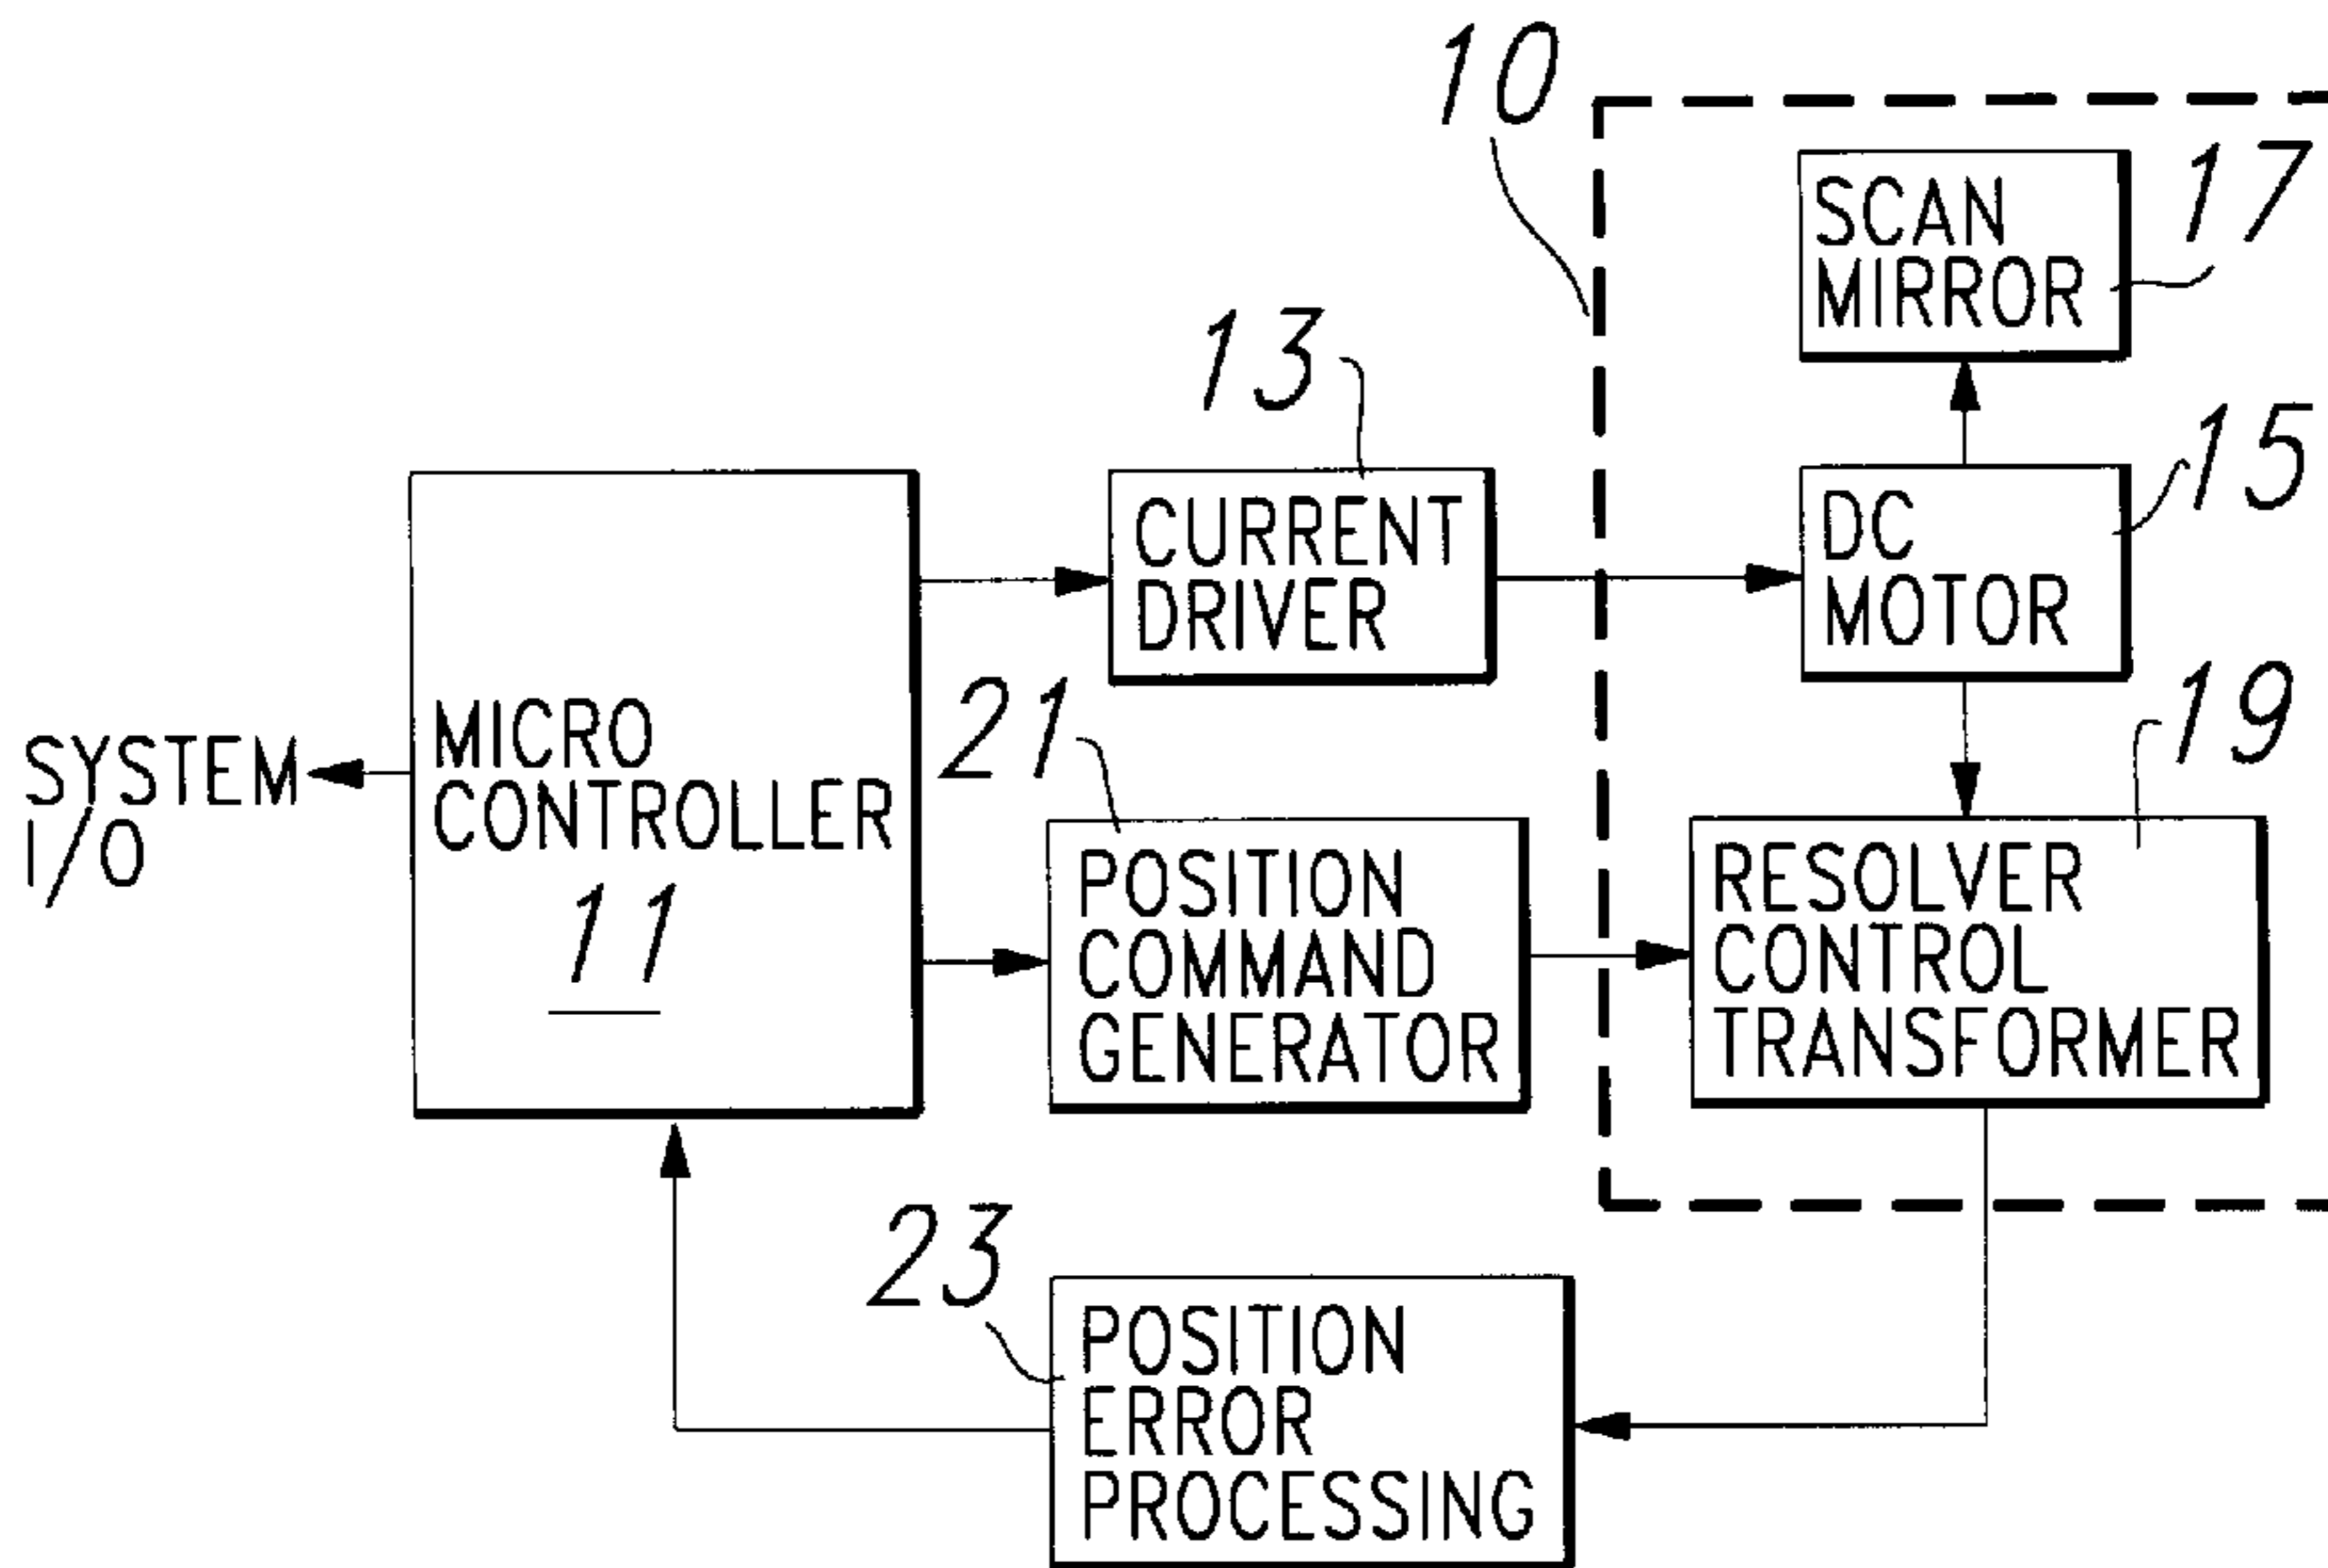 10
SCAN
MIRROR
17
13
CURRENT
DRIVER
DC
MOTOR
15
SYSTEM
I/O
MICRO
CONTROLLER
11
21
POSITION
COMMAND
GENERATOR
19
RESOLVER
CONTROL
TRANSFORMER
23
POSITION
ERROR
PROCESSING